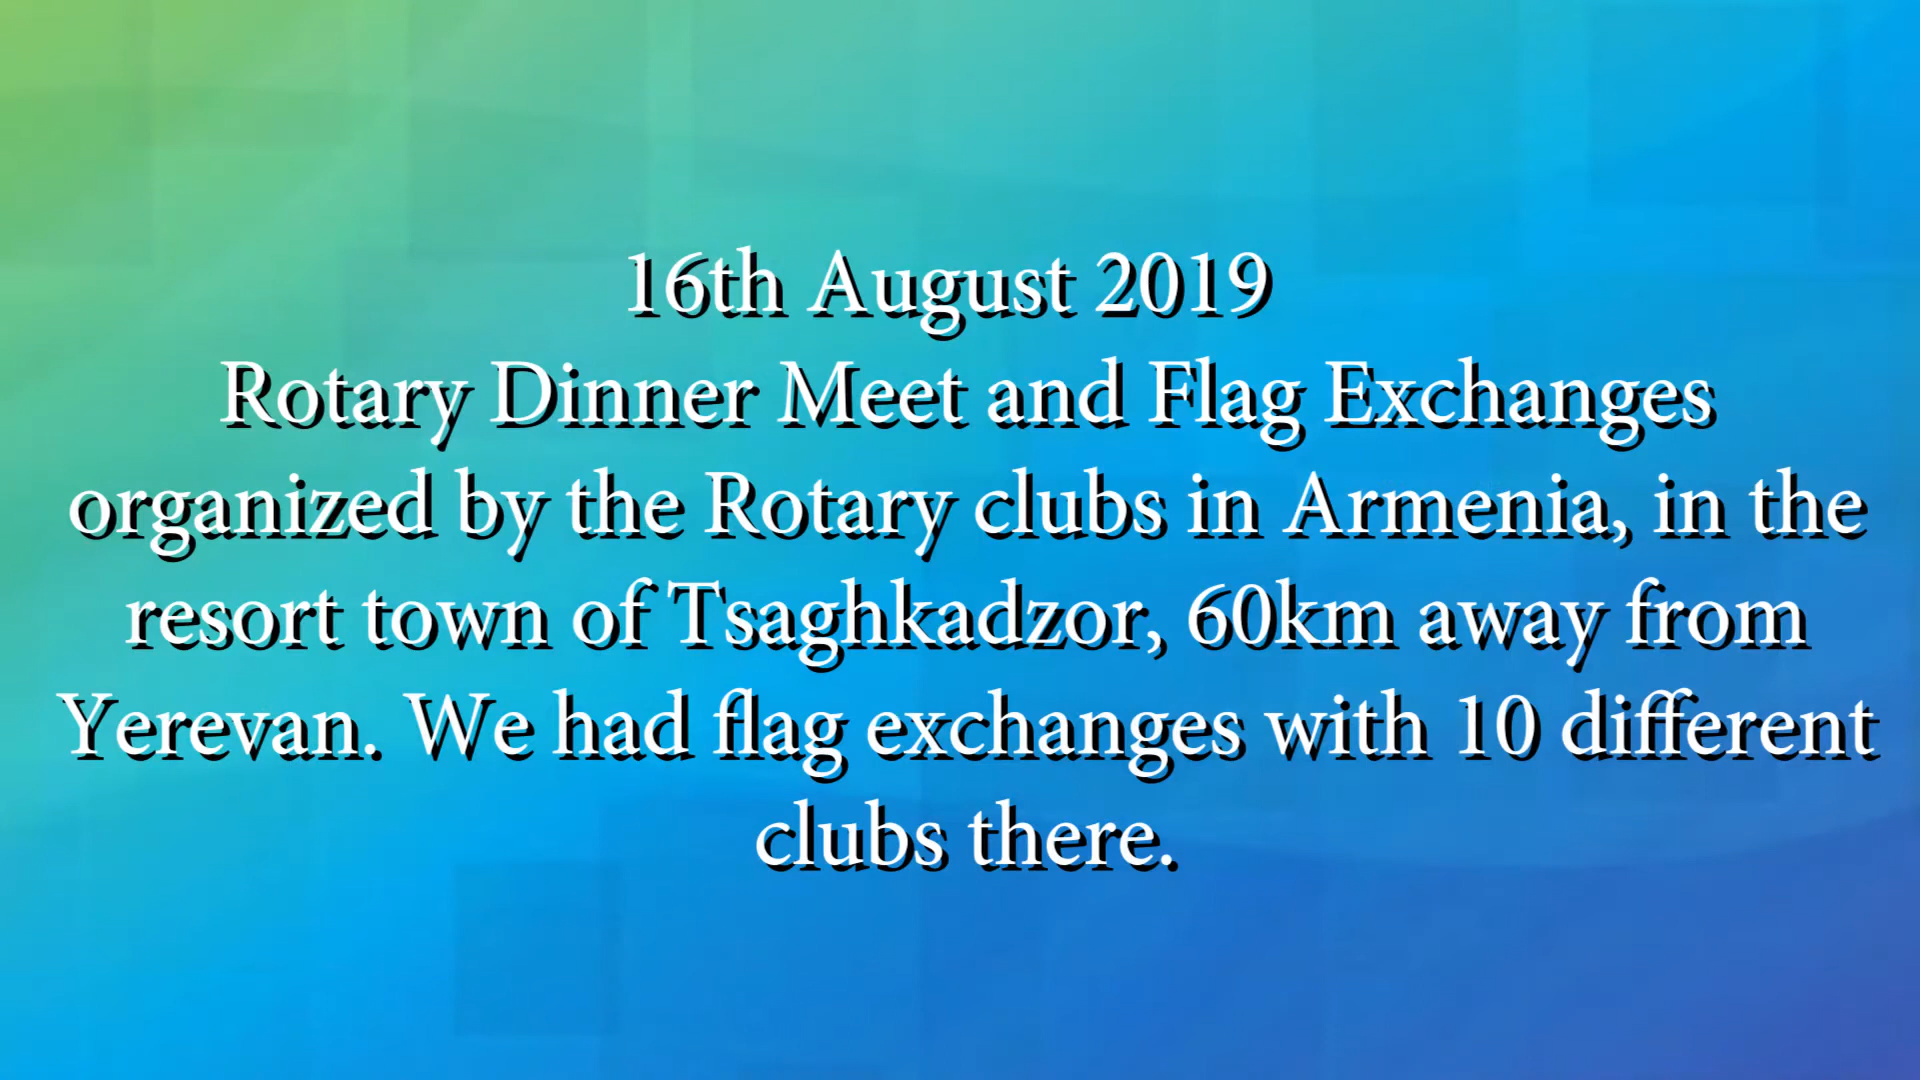 16th August 2019
Rotary Dinner Meet and Flag Exchanges
organized by the Rotary clubs in Armenia, in the
resort town of Tsaghkadzor, 60km away from
Yerevan. We had flag exchanges with 10 different
clubs there.